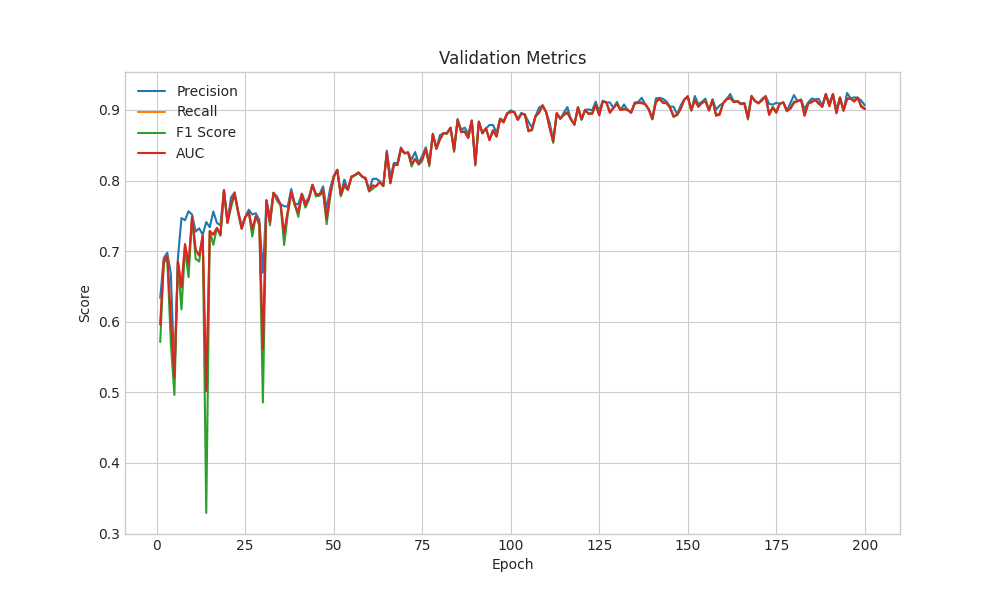 Validation Metrics
Precision
Recall
F1 Score
AUC
Score
0.9
0.8
0.7
0.6
0.5
0.4
0.3
0 25 50 75 100 125 150 175 200
Epoch